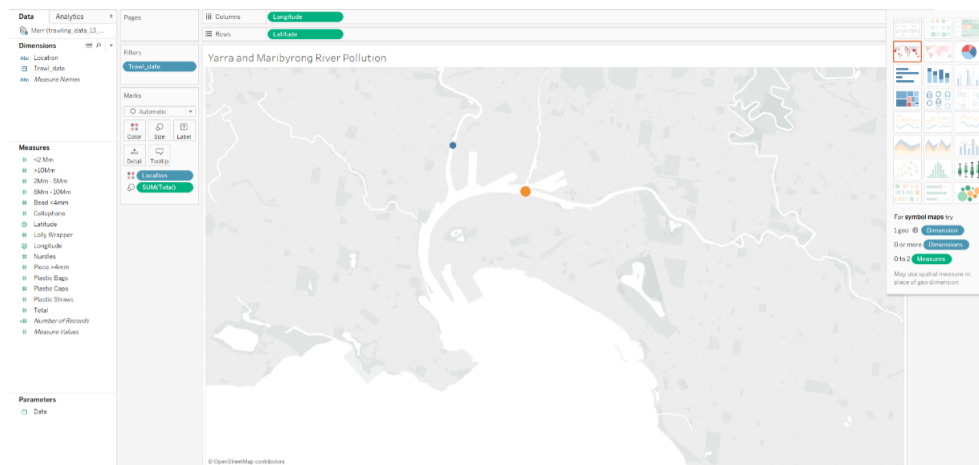 Data
Analytics
Marr (trawling_data_13_...
Dimensions
Abc Location
Trawl_date
Abc Measure Names
Measures
# <2 Mm
# >10Mm
# 2Mm - 5Mm
# 6Mm - 10Mm
# Bead <4mm
# Cellophane
Latitude
# Lolly Wrapper
Longitude
# Nurdles
# Piece >4mm
# Plastic Bags
# Plastic Caps
# Plastic Straws
# Total
=# Number of Records
# Measure Values
Parameters
Date
Pages
Filters
Trawl_date
Marks
Automatic
Color
Size
Label
Detail
Tooltip
Location
SUM(Total)
Columns
Longitude
Rows
Latitude
Yarra and Maribyrong River Pollution
© OpenStreetMap contributors
For symbol maps try
1 geo Dimension
0 or more Dimensions
0 to 2 Measures
May use spatial measure in
place of geo dimension